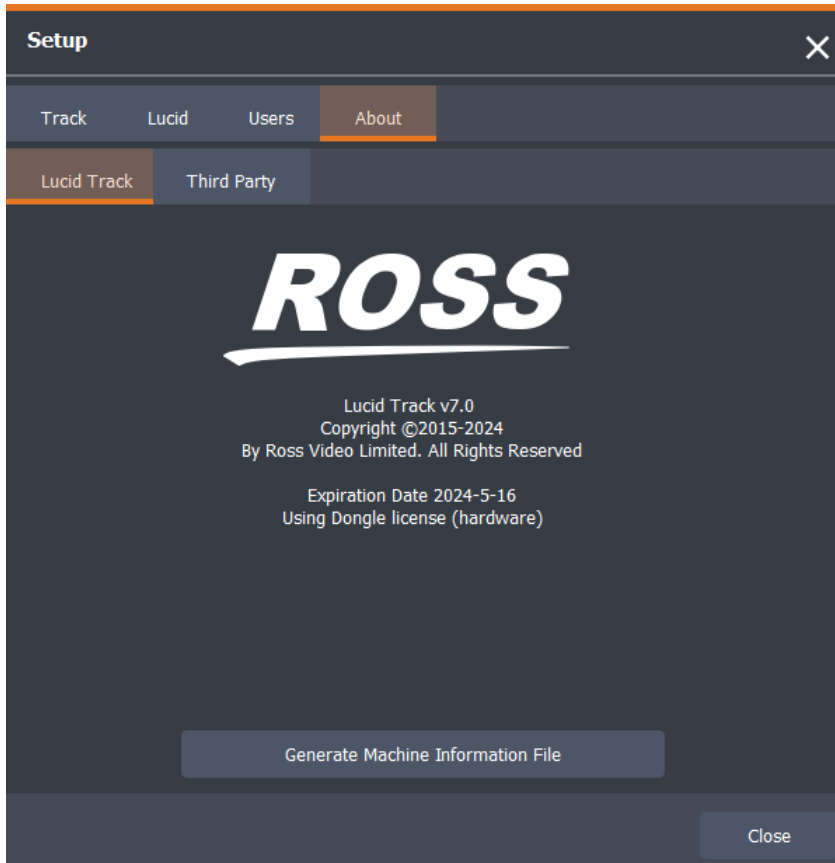 Setup
Track Lucid Users About
Lucid Track Third Party
ROSS
Lucid Track v7.0
Copyright ©2015-2024
By Ross Video Limited. All Rights Reserved
Expiration Date 2024-5-16
Using Dongle license (hardware)
Generate Machine Information File
Close